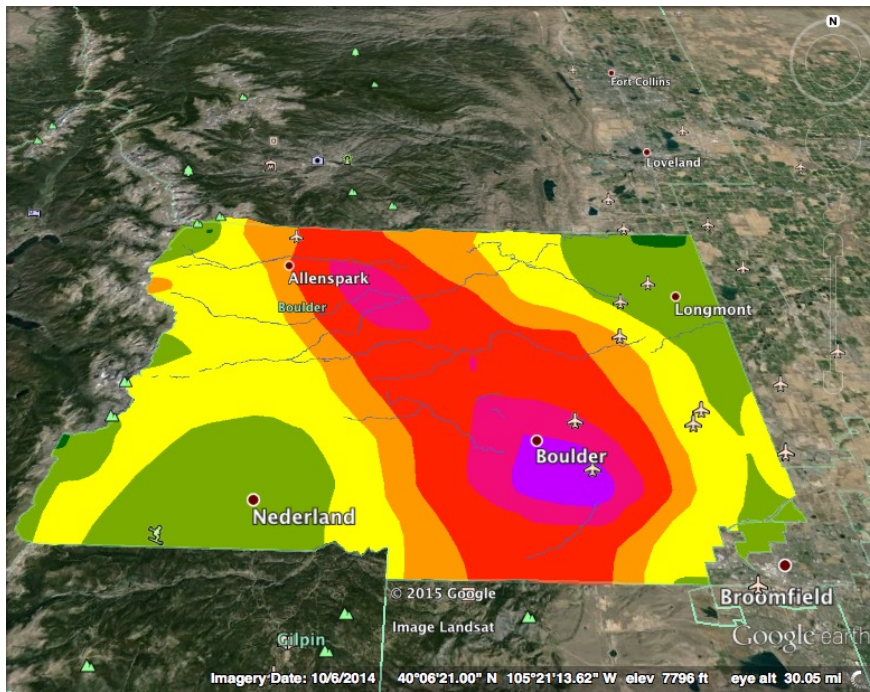 N
Fort Collins
Loveland
Allenspark
Boulder
Longmont
Boulder
Nederland
Broomfield
© 2015 Google
Image Landsat
Gilpin
Google earth
Imagery Date: 10/6/2014 40°06'21.00" N 105°21'13.62" W elev 7796 ft eye alt 30.05 mi